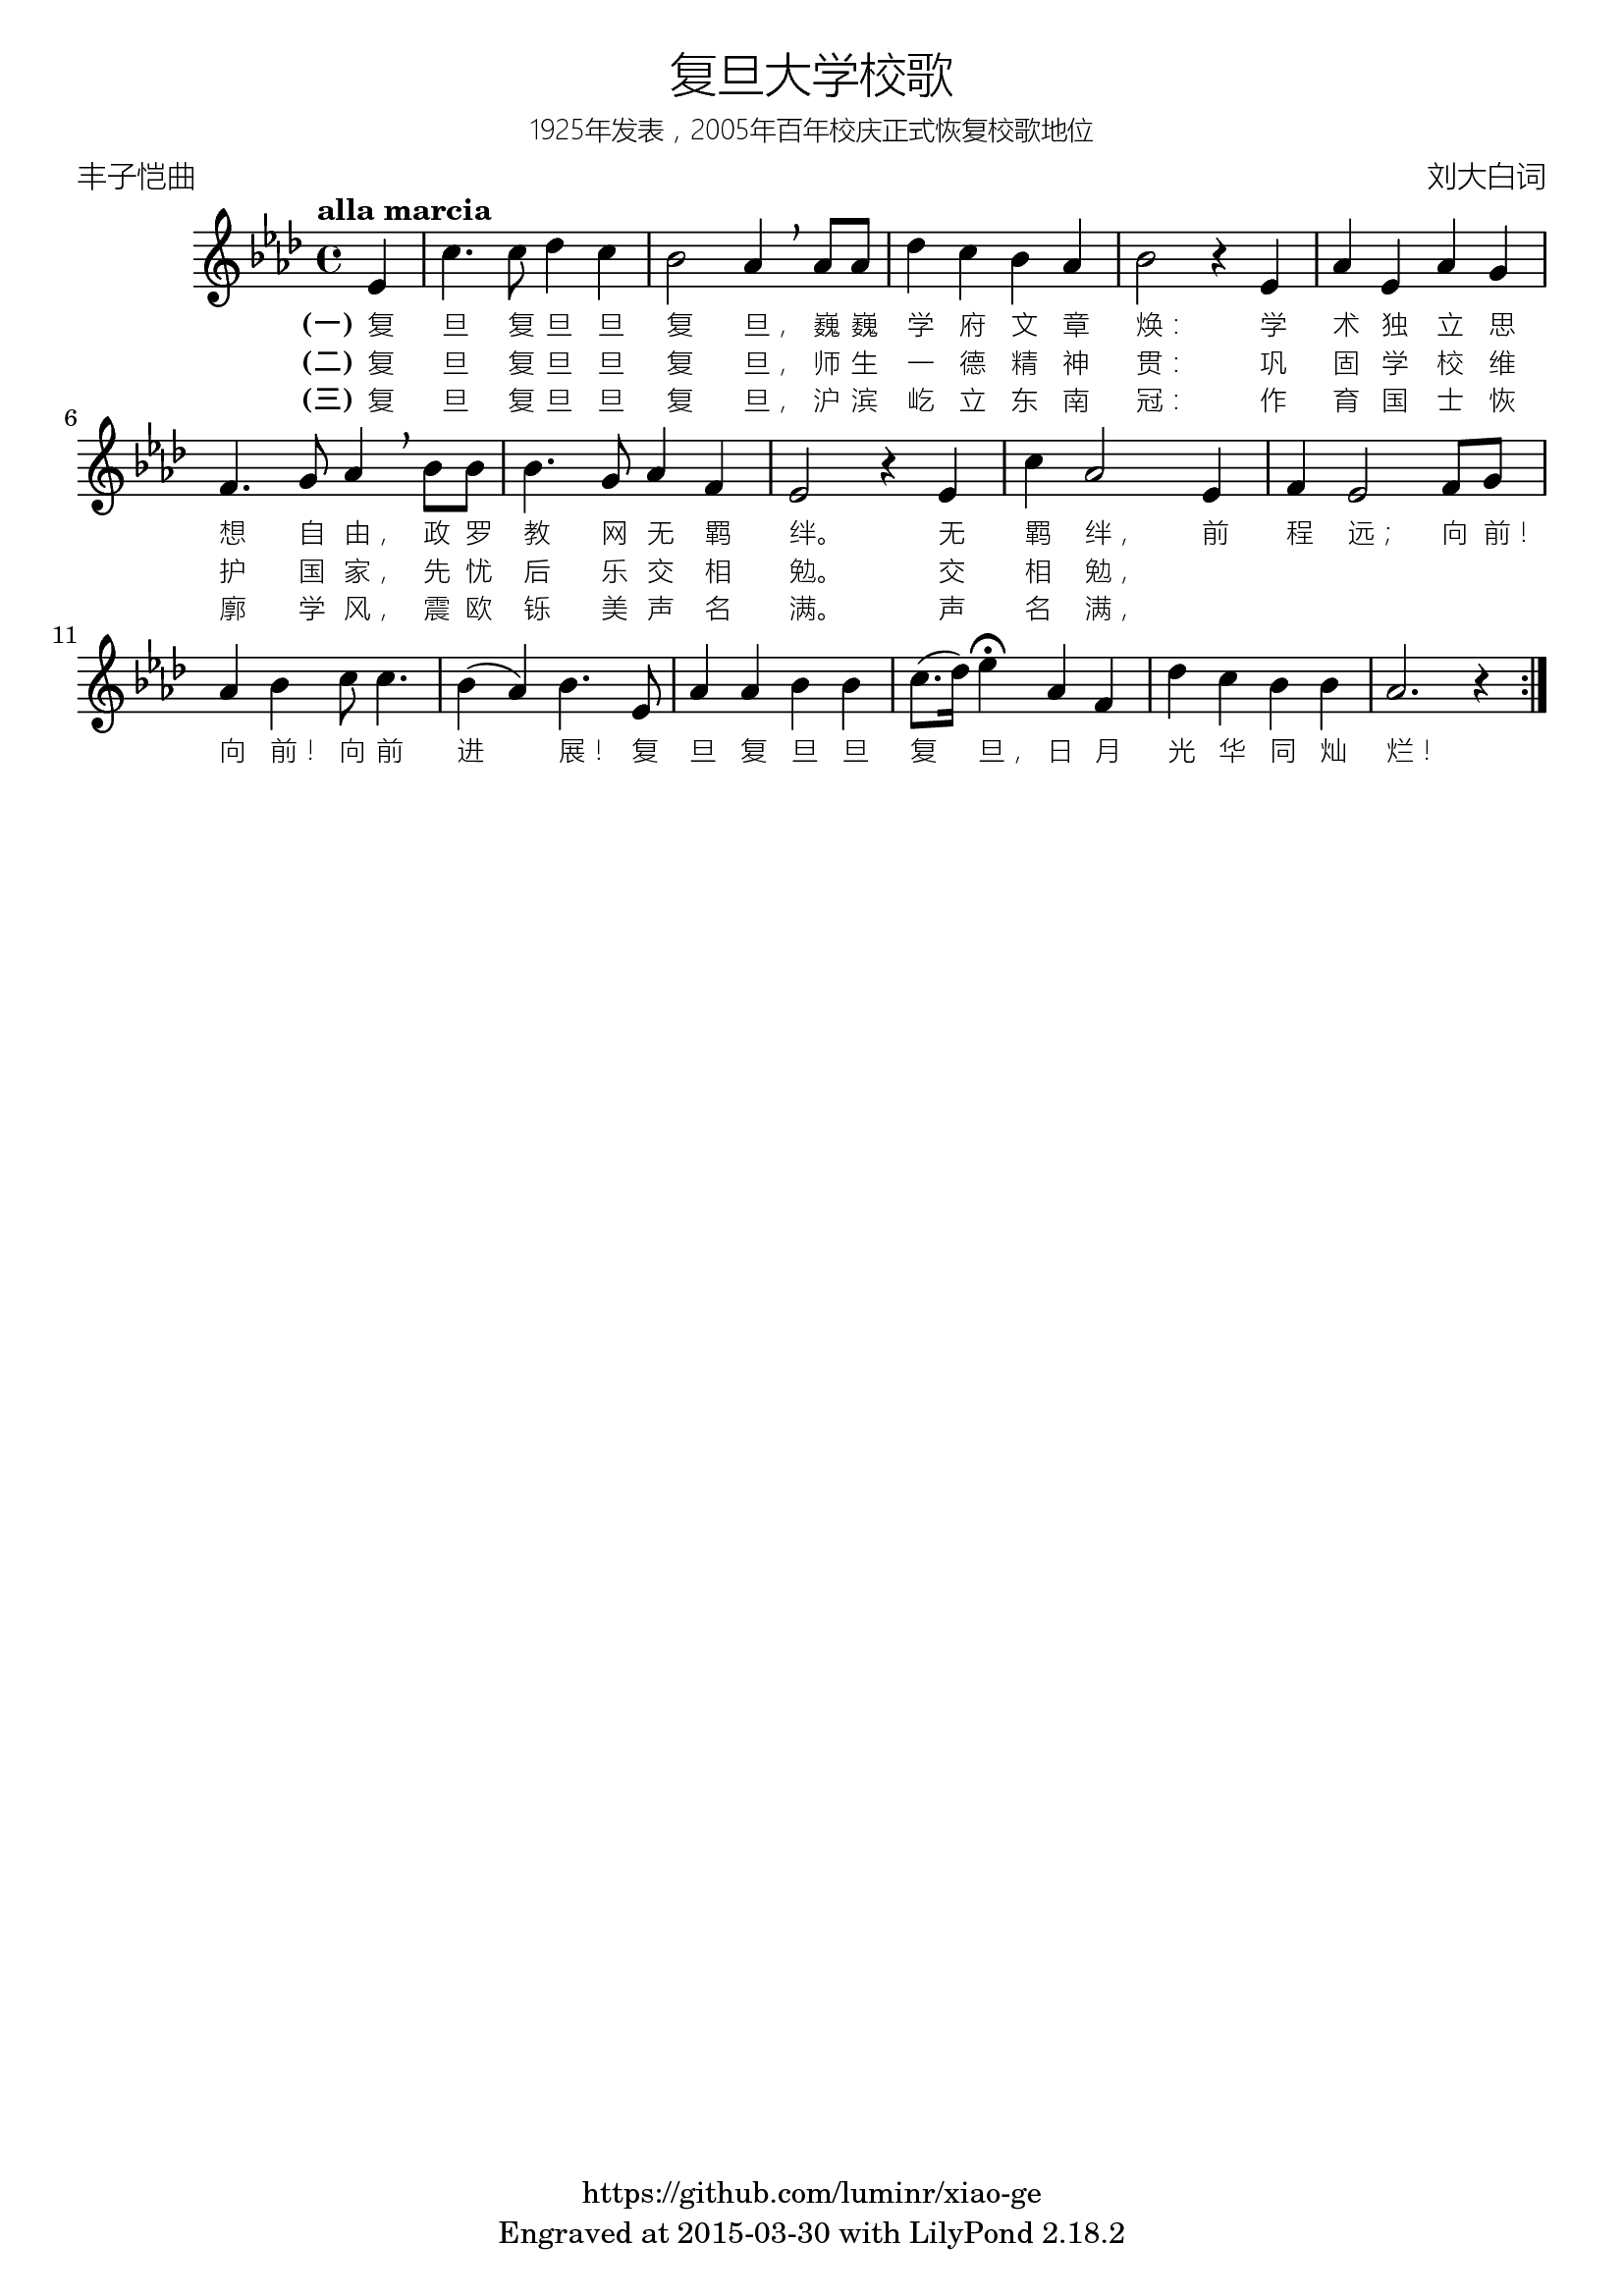 复旦大学校歌
1925年发表，2005年百年校庆正式恢复校歌地位
丰子恺曲 刘大白词
alla marcia
(一) 复 旦 复 旦 旦 复 旦， 巍 巍 学 府 文 章 焕： 学 术 独 立 思
(二) 复 旦 复 旦 旦 复 旦， 师 生 一 德 精 神 贯： 巩 固 学 校 维
(三) 复 旦 复 旦 旦 复 旦， 沪 滨 屹 立 东 南 冠： 作 育 国 士 恢
6
想 自 由， 政 罗 教 网 无 羁 绊。 无 羁 绊， 前 程 远； 向 前！
护 国 家， 先 忧 后 乐 交 相 勉。 交 相 勉，
廓 学 风， 震 欧 铄 美 声 名 满。 声 名 满，
11
向 前！ 向 前 进 展！ 复 旦 复 旦 旦 复 旦， 日 月 光 华 同 灿 烂！
https://github.com/luminr/xiao-ge
Engraved at 2015-03-30 with LilyPond 2.18.2